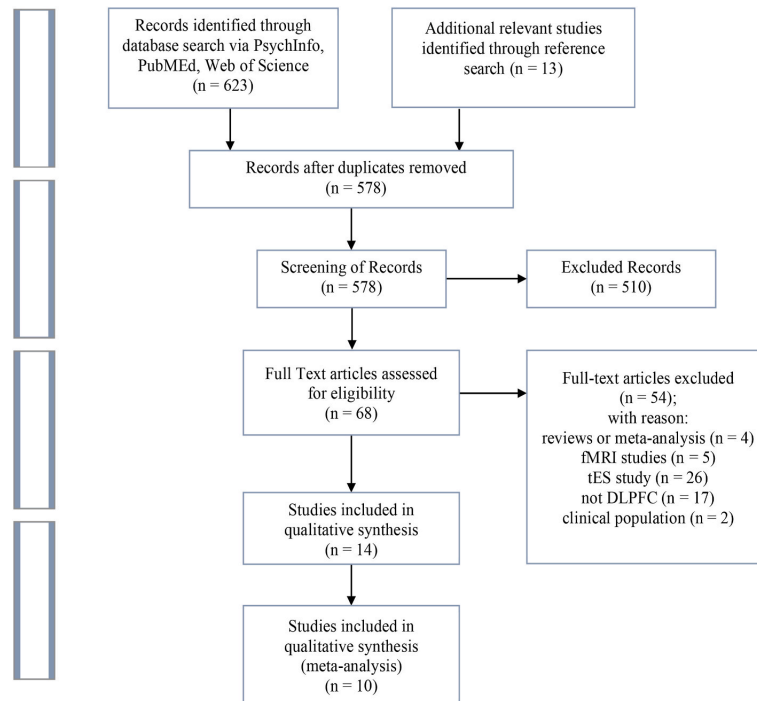 Records identified through
database search via PsychInfo,
PubMEd, Web of Science
(n = 623)
Additional relevant studies
identified through reference
search (n = 13)
Records after duplicates removed
(n = 578)
Screening of Records
(n = 578)
Excluded Records
(n = 510)
Full Text articles assessed
for eligibility
(n = 68)
Full-text articles excluded
(n = 54);
with reason:
reviews or meta-analysis (n = 4)
fMRI studies (n = 5)
tES study (n = 26)
not DLPFC (n = 17)
clinical population (n = 2)
Studies included in
qualitative synthesis
(n = 14)
Studies included in
qualitative synthesis
(meta-analysis)
(n = 10)